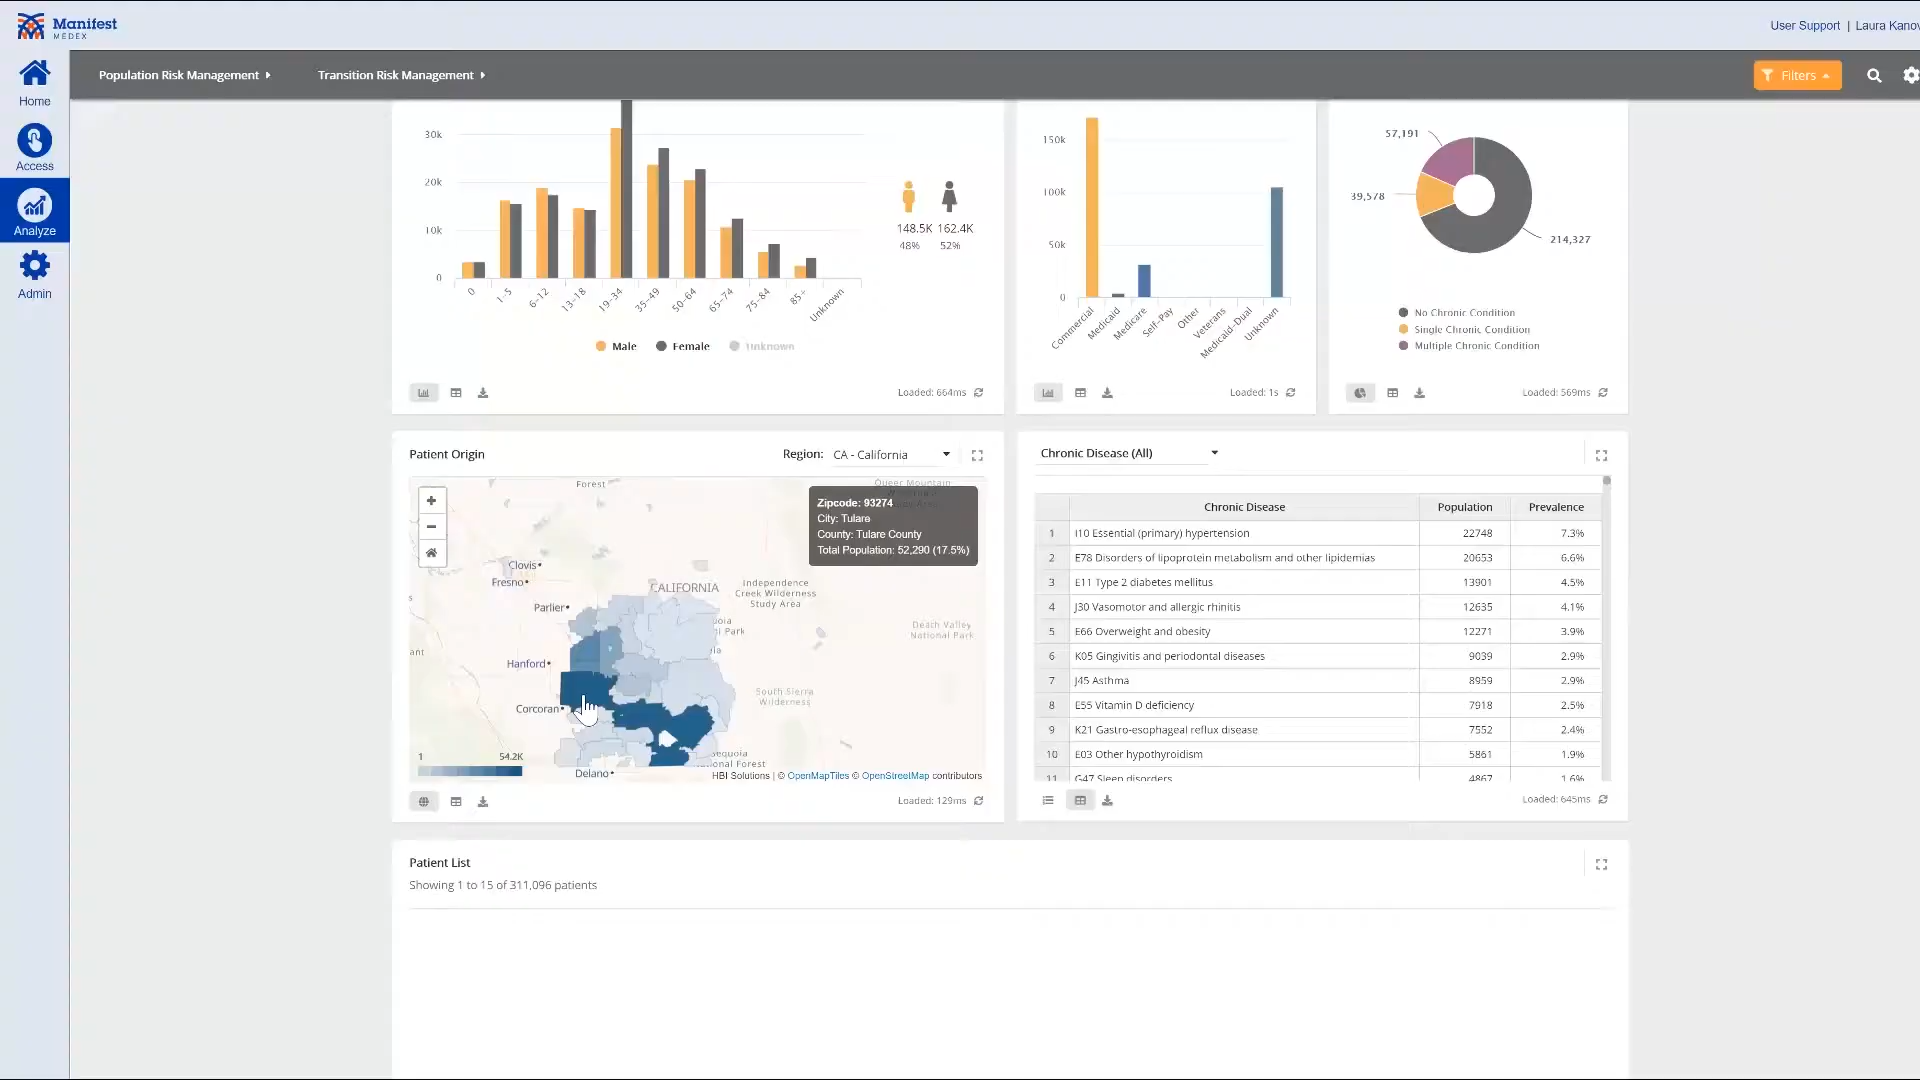 Manifest
MEDEX
User Support | Laura Kanov
Home
Access
Analyze
Admin
Population Risk Management
Transition Risk Management
Filters
30k
20k
10k
0
0
1-5
6-12
13-18
19-34
35-49
50-64
65-74
75-84
85+
Unknown
148.5K 162.4K
48% 52%
Male Female Unknown
Loaded: 664ms
150k
100k
50k
0
Commercial
Medicaid
Medicare
Self-Pay
Other
Veterans
Medicaid-Dual
Unknown
Loaded: 1s
57,191
39,578
214,327
No Chronic Condition
Single Chronic Condition
Multiple Chronic Condition
Loaded: 569ms
Patient Origin
Region: CA - California
Forest
Queer Mountain
Zipcode: 93274
City: Tulare
County: Tulare County
Total Population: 52,290 (17.5%)
Clovis
Fresno
CALIFORNIA
Independence
Creek Wilderness
Study Area
Parlier
Death Valley
National Park
Hanford
South Sierra
Wilderness
Corcoran
1 54.2K
Delano
HBI Solutions | © OpenMapTiles © OpenStreetMap contributors
Loaded: 129ms
Chronic Disease (All)
Chronic Disease Population Prevalence
1 I10 Essential (primary) hypertension 22748 7.3%
2 E78 Disorders of lipoprotein metabolism and other lipidemias 20653 6.6%
3 E11 Type 2 diabetes mellitus 13901 4.5%
4 J30 Vasomotor and allergic rhinitis 12635 4.1%
5 E66 Overweight and obesity 12271 3.9%
6 K05 Gingivitis and periodontal diseases 9039 2.9%
7 J45 Asthma 8959 2.9%
8 E55 Vitamin D deficiency 7918 2.5%
9 K21 Gastro-esophageal reflux disease 7552 2.4%
10 E03 Other hypothyroidism 5861 1.9%
11 G47 Sleep disorders 4867 1.6%
Loaded: 645ms
Patient List
Showing 1 to 15 of 311,096 patients